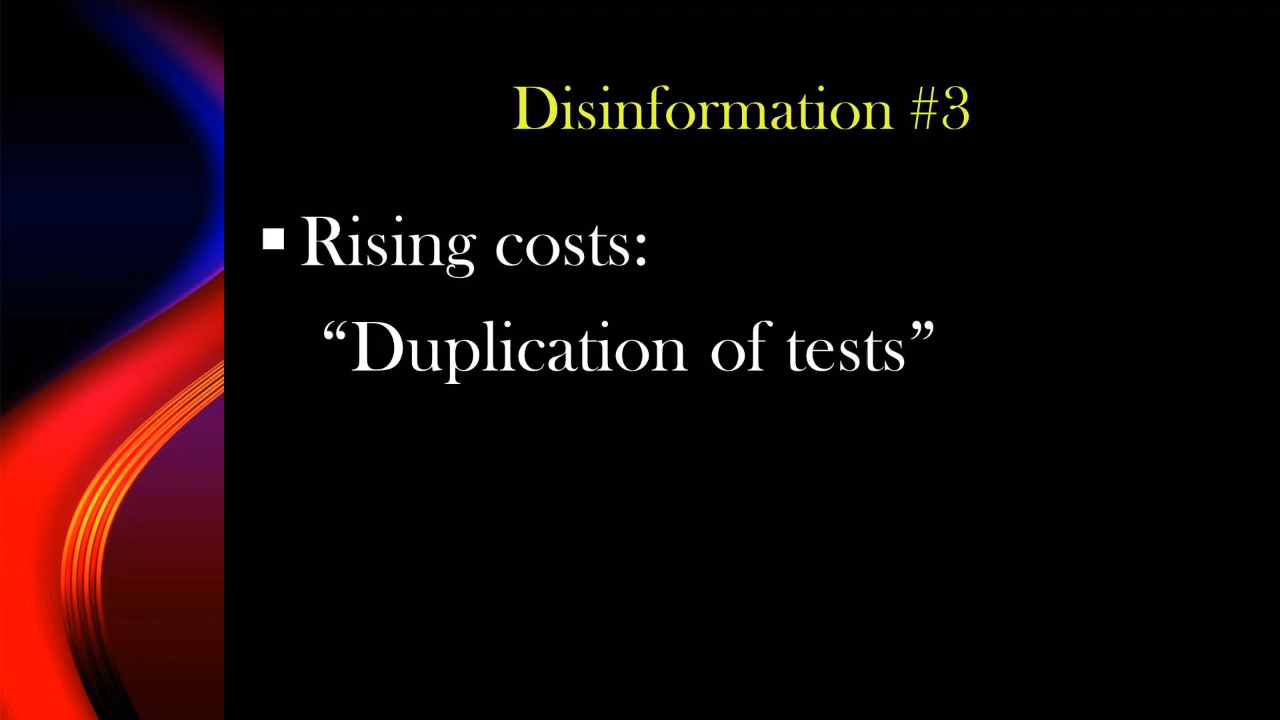 Disinformation #3
▪ Rising costs:
“Duplication of tests”